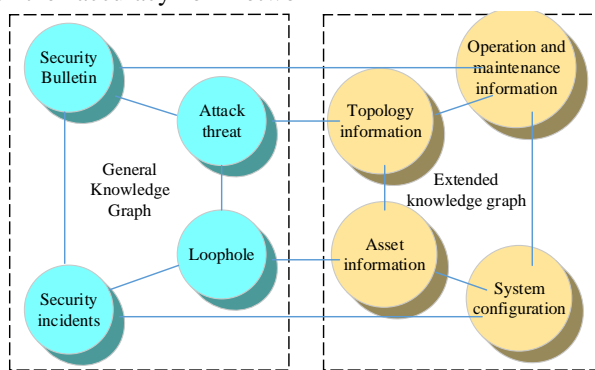 Security
Bulletin
Operation and
maintenance
information
Attack
threat
Topology
information
General
Knowledge
Graph
Extended
knowledge graph
Loophole
Asset
information
Security
incidents
System
configuration